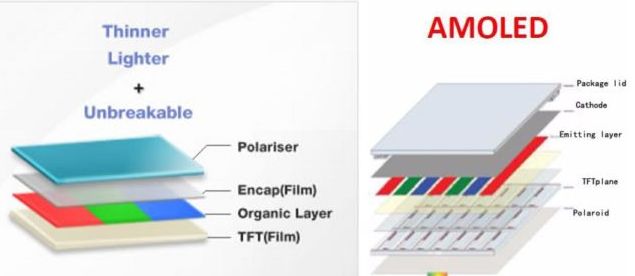 Thinner
Lighter
+
Unbreakable
Polariser
Encap(Film)
Organic Layer
TFT(Film)
AMOLED
Package lid
Cathode
Emitting layer
TFTplane
Polaroid